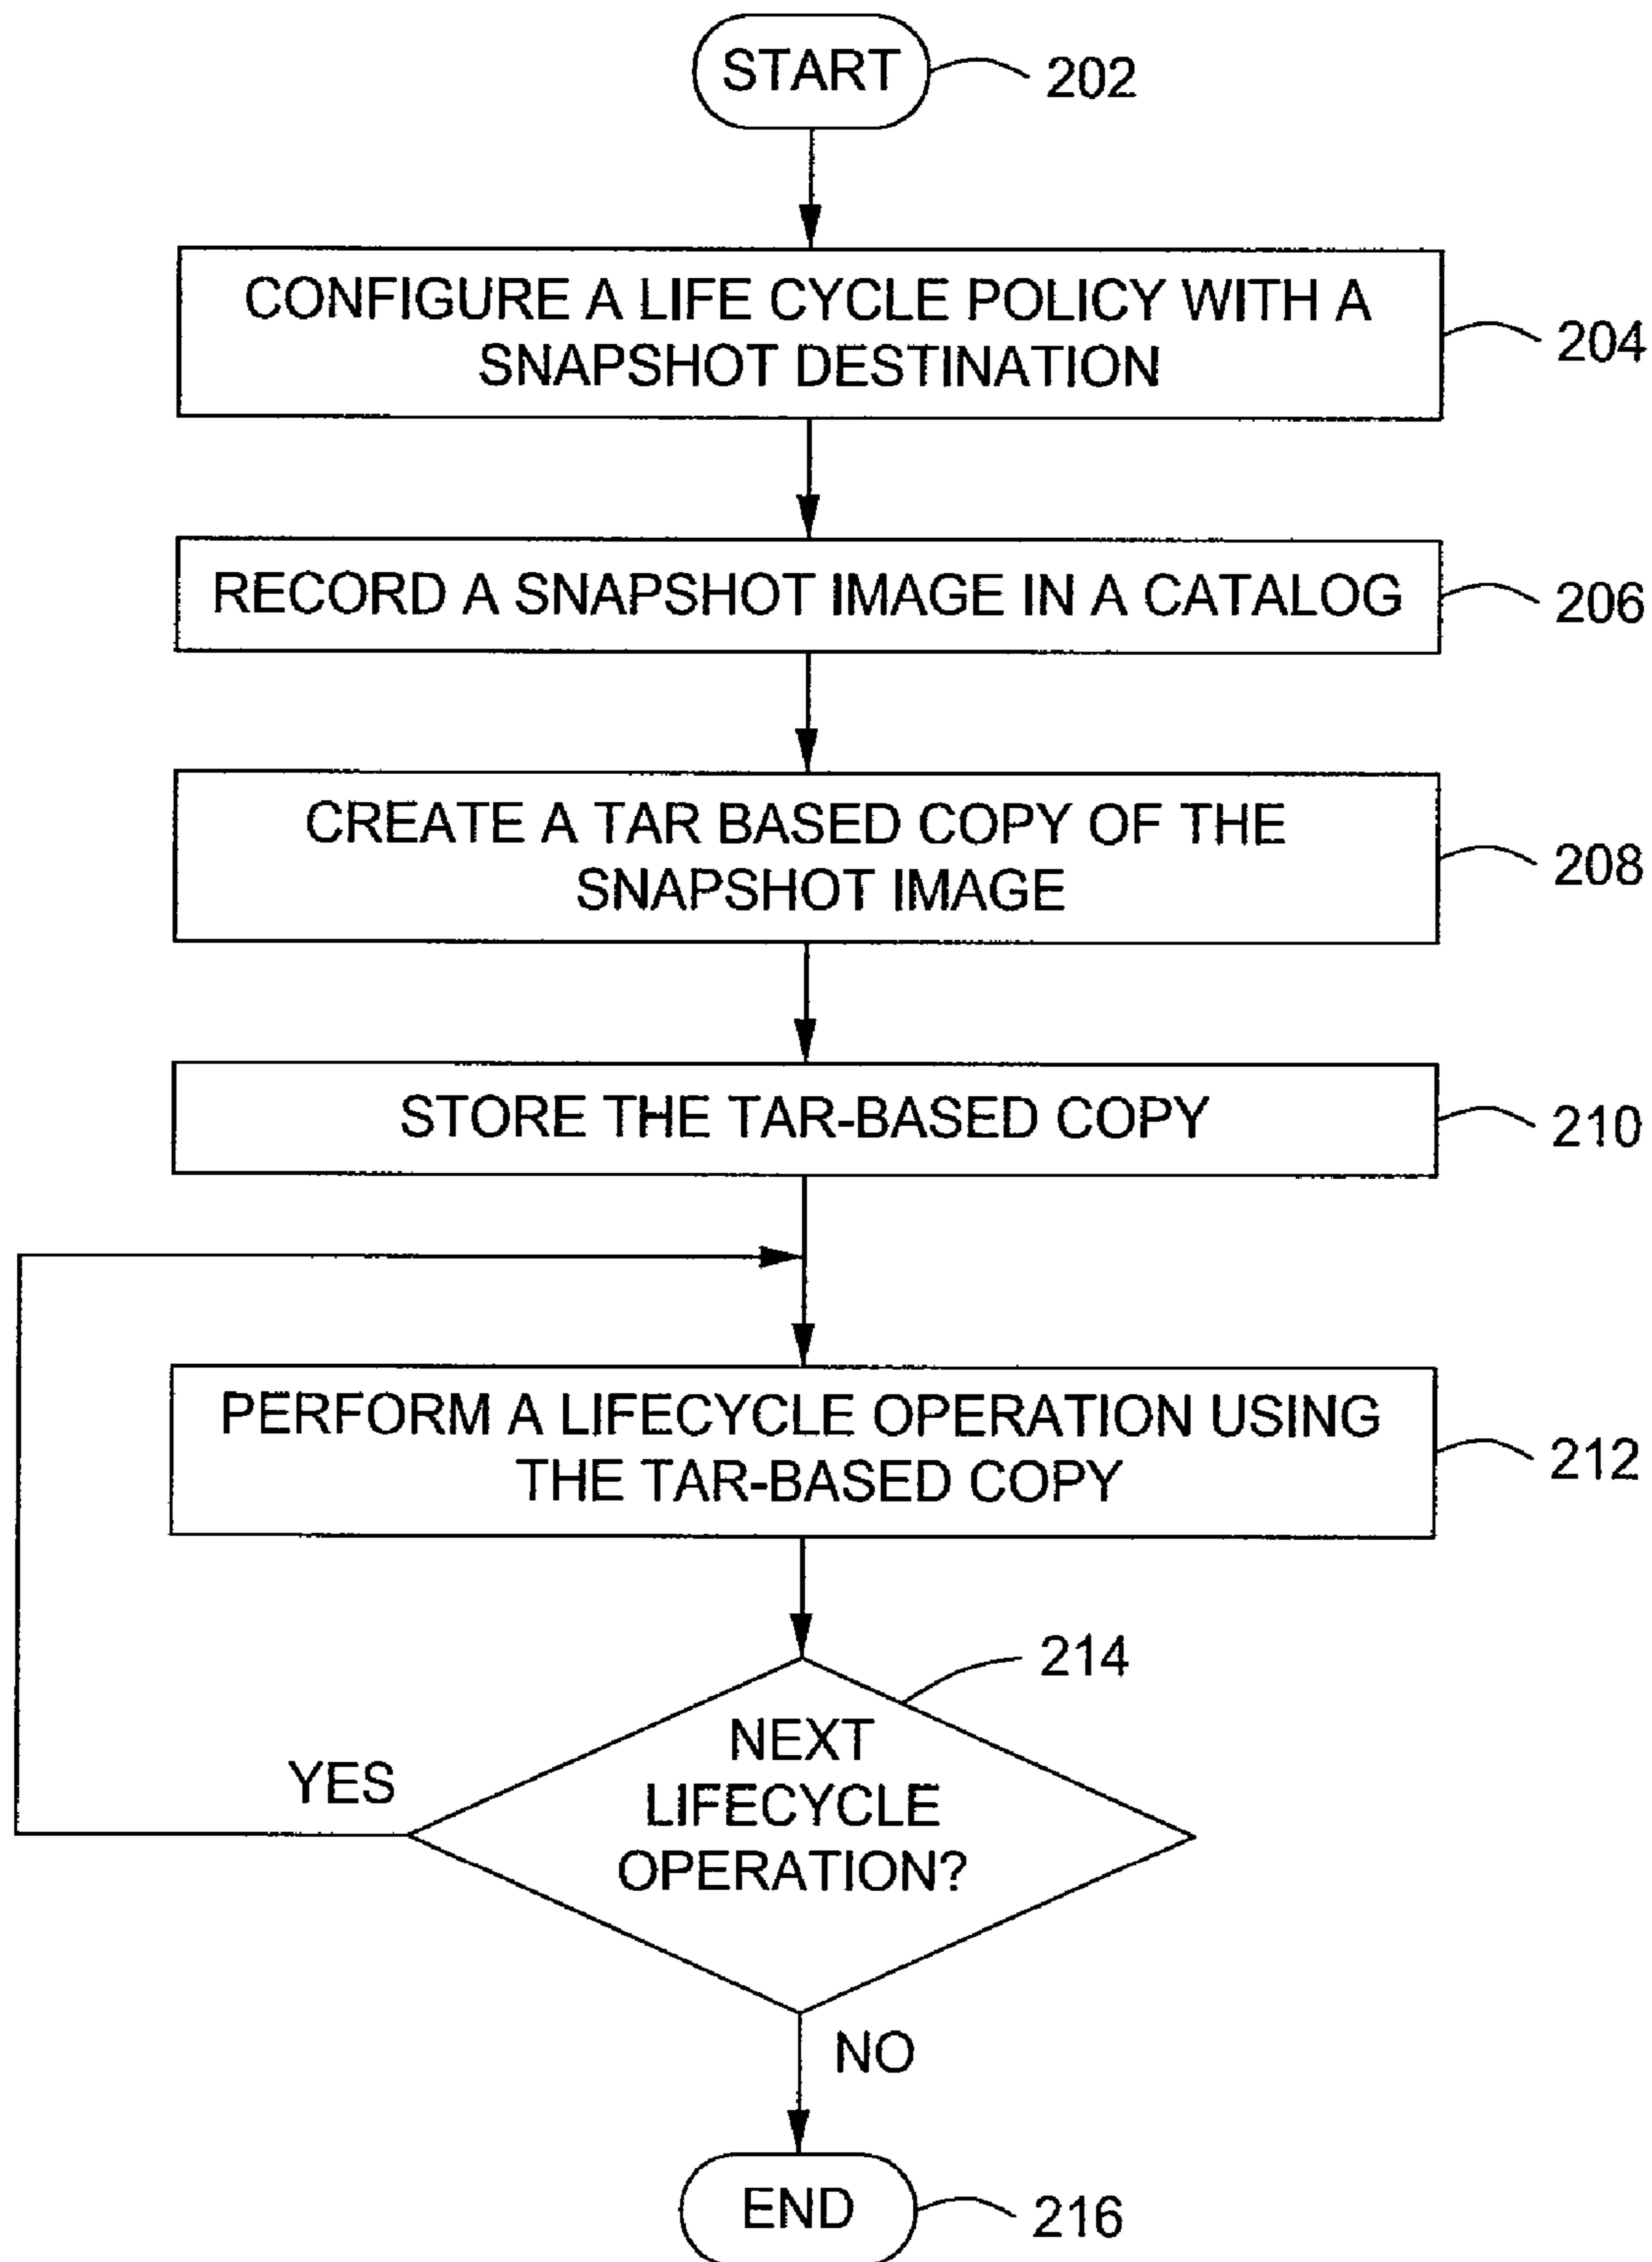 START
202
CONFIGURE A LIFE CYCLE POLICY WITH A
SNAPSHOT DESTINATION
204
RECORD A SNAPSHOT IMAGE IN A CATALOG
206
CREATE A TAR BASED COPY OF THE
SNAPSHOT IMAGE
208
STORE THE TAR-BASED COPY
210
PERFORM A LIFECYCLE OPERATION USING
THE TAR-BASED COPY
212
214
NEXT
LIFECYCLE
OPERATION?
YES
NO
END
216